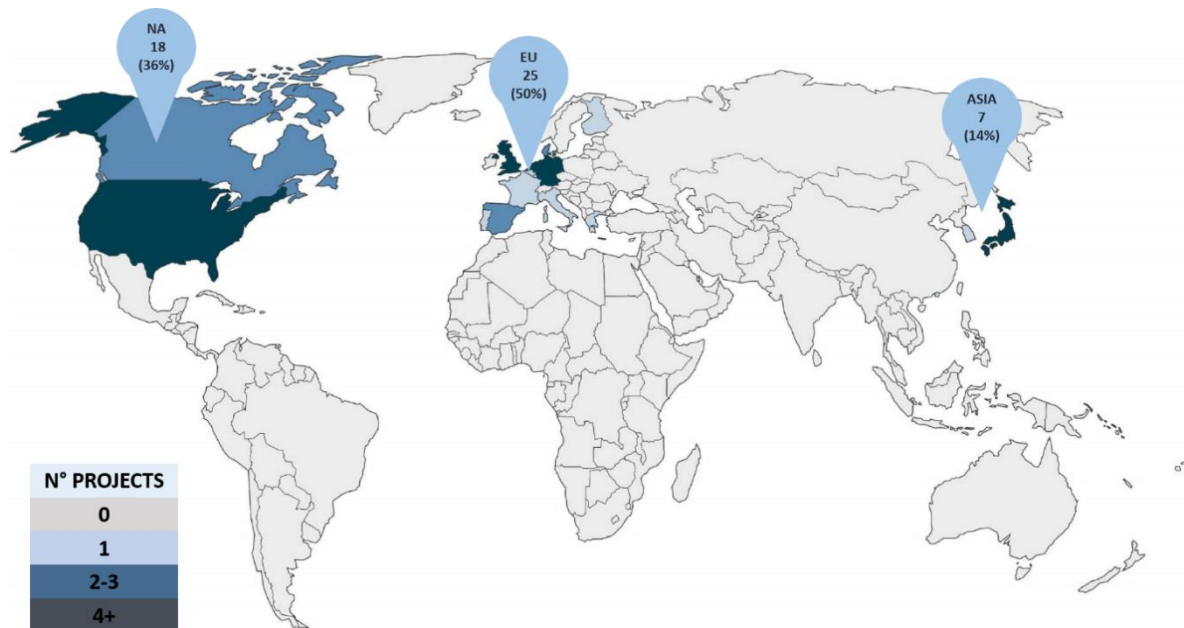 NA
18
(36%)
EU
25
(50%)
ASIA
7
(14%)
N° PROJECTS
0
1
2-3
4+